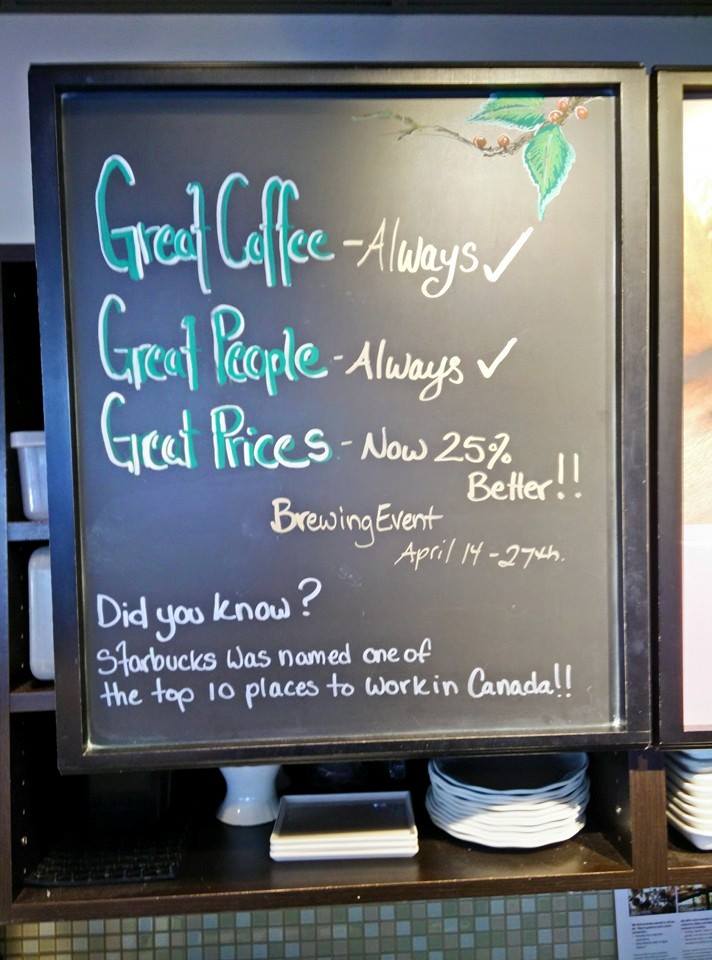 Great Coffee - Always ✓
Great People - Always ✓
Great Prices - Now 25%
Better!!
Brewing Event
April 14 - 27th.
Did you know?
Starbucks was named one of
the top 10 places to work in Canada!!